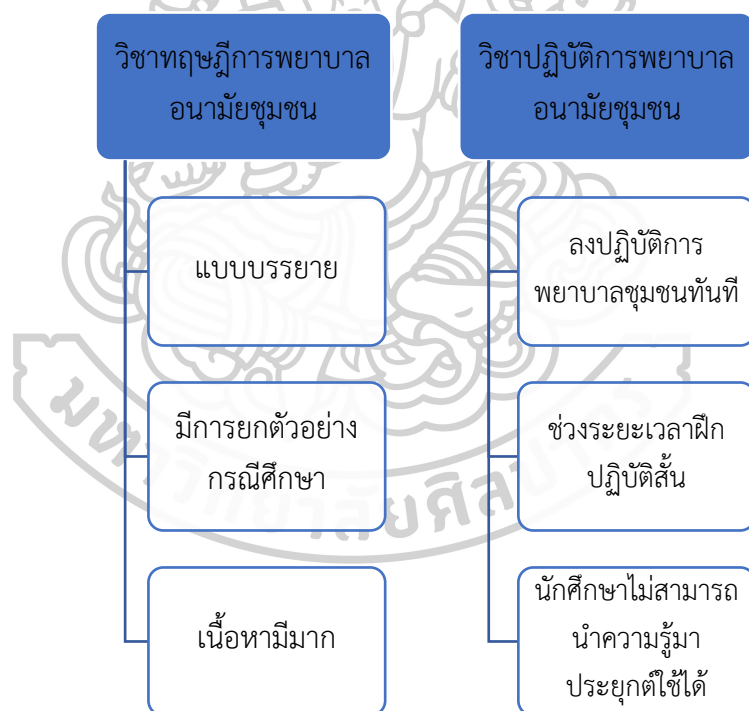 วิชาทฤษฎีการพยาบาล
อนามัยชุมชน
แบบบรรยาย
มีการยกตัวอย่าง
กรณีศึกษา
เนื้อหามีมาก
วิชาปฏิบัติการพยาบาล
อนามัยชุมชน
ลงปฏิบัติการ
พยาบาลชุมชนทันที
ช่วงระยะเวลาฝึก
ปฏิบัติสั้น
นักศึกษาไม่สามารถ
นำความรู้มา
ประยุกต์ใช้ได้